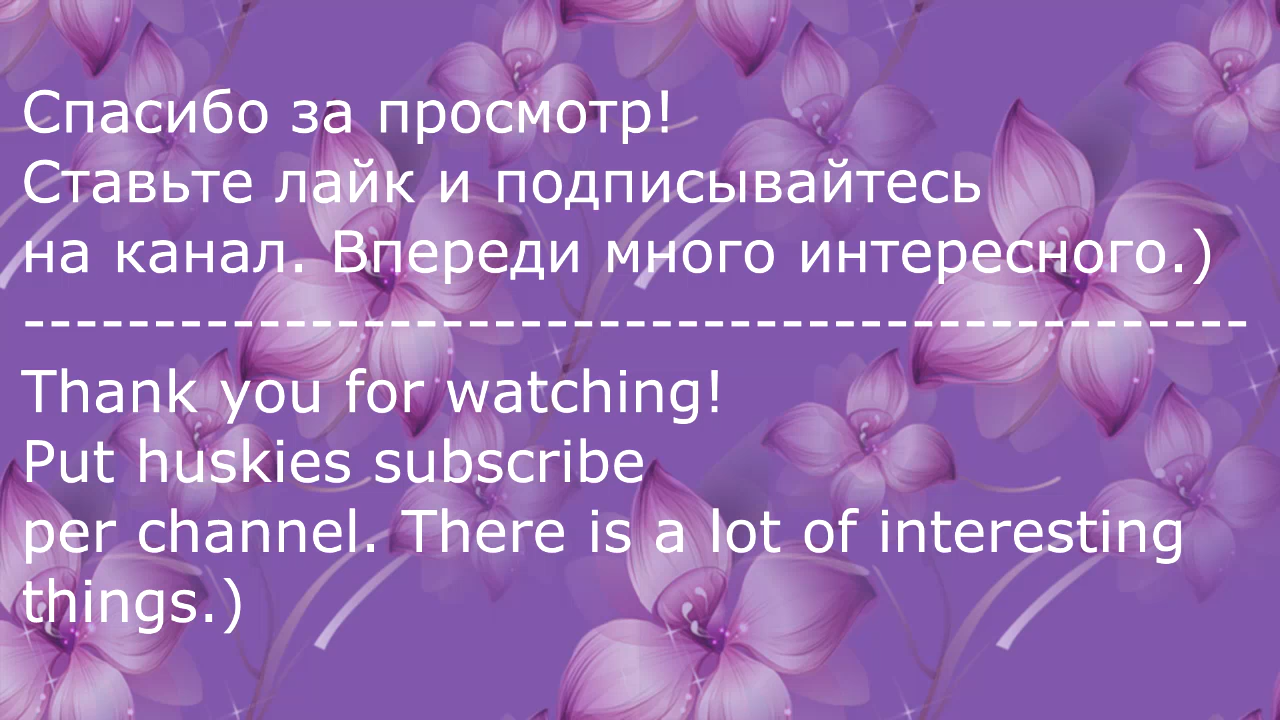 Спасибо за просмотр!
Ставьте лайк и подписывайтесь
на канал. Впереди много интересного.)
-----------------------------------------------
Thank you for watching!
Put huskies subscribe
per channel. There is a lot of interesting
things.)